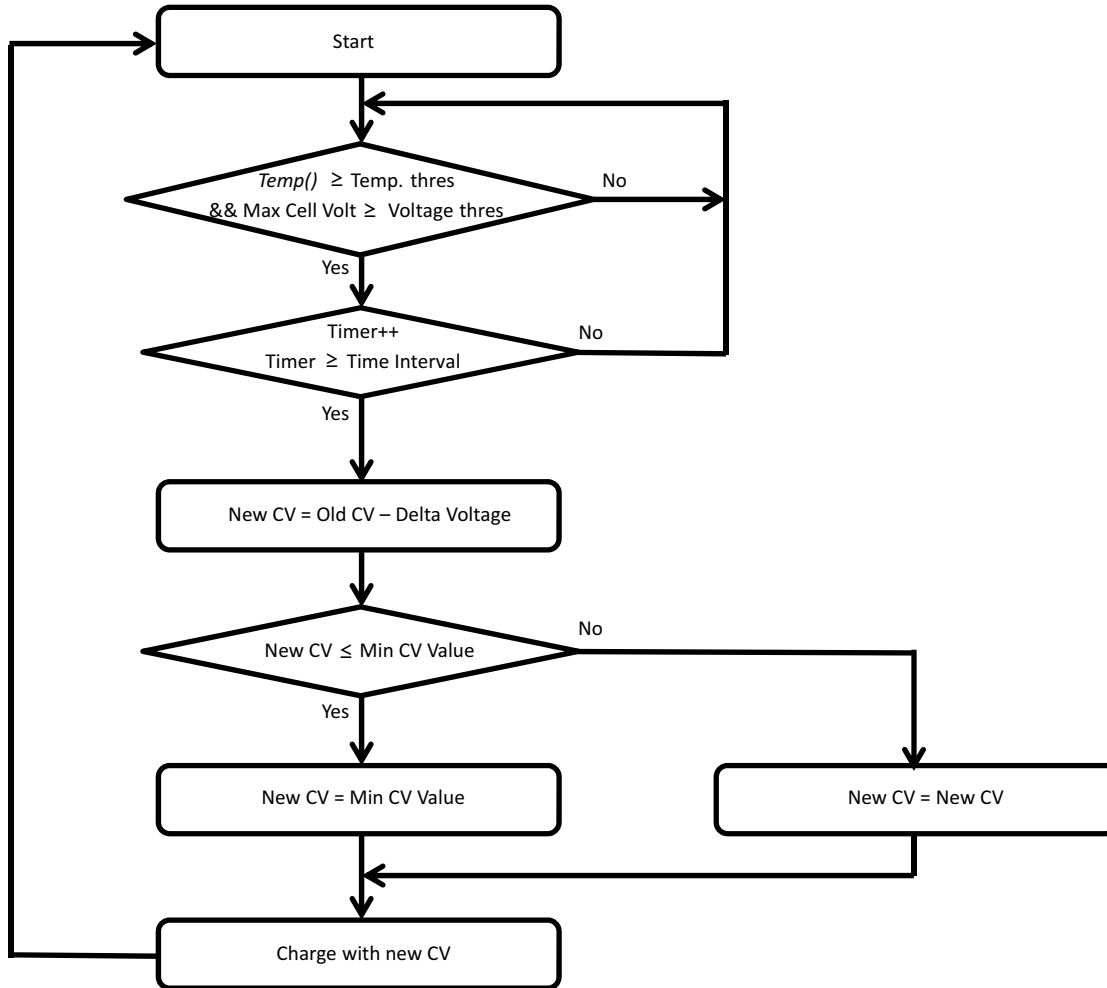 Start
Temp() ≥ Temp. thres
&& Max Cell Volt ≥ Voltage thres
No
Yes
Timer++
Timer ≥ Time Interval
No
Yes
New CV = Old CV – Delta Voltage
New CV ≤ Min CV Value
No
Yes
New CV = Min CV Value
New CV = New CV
Charge with new CV